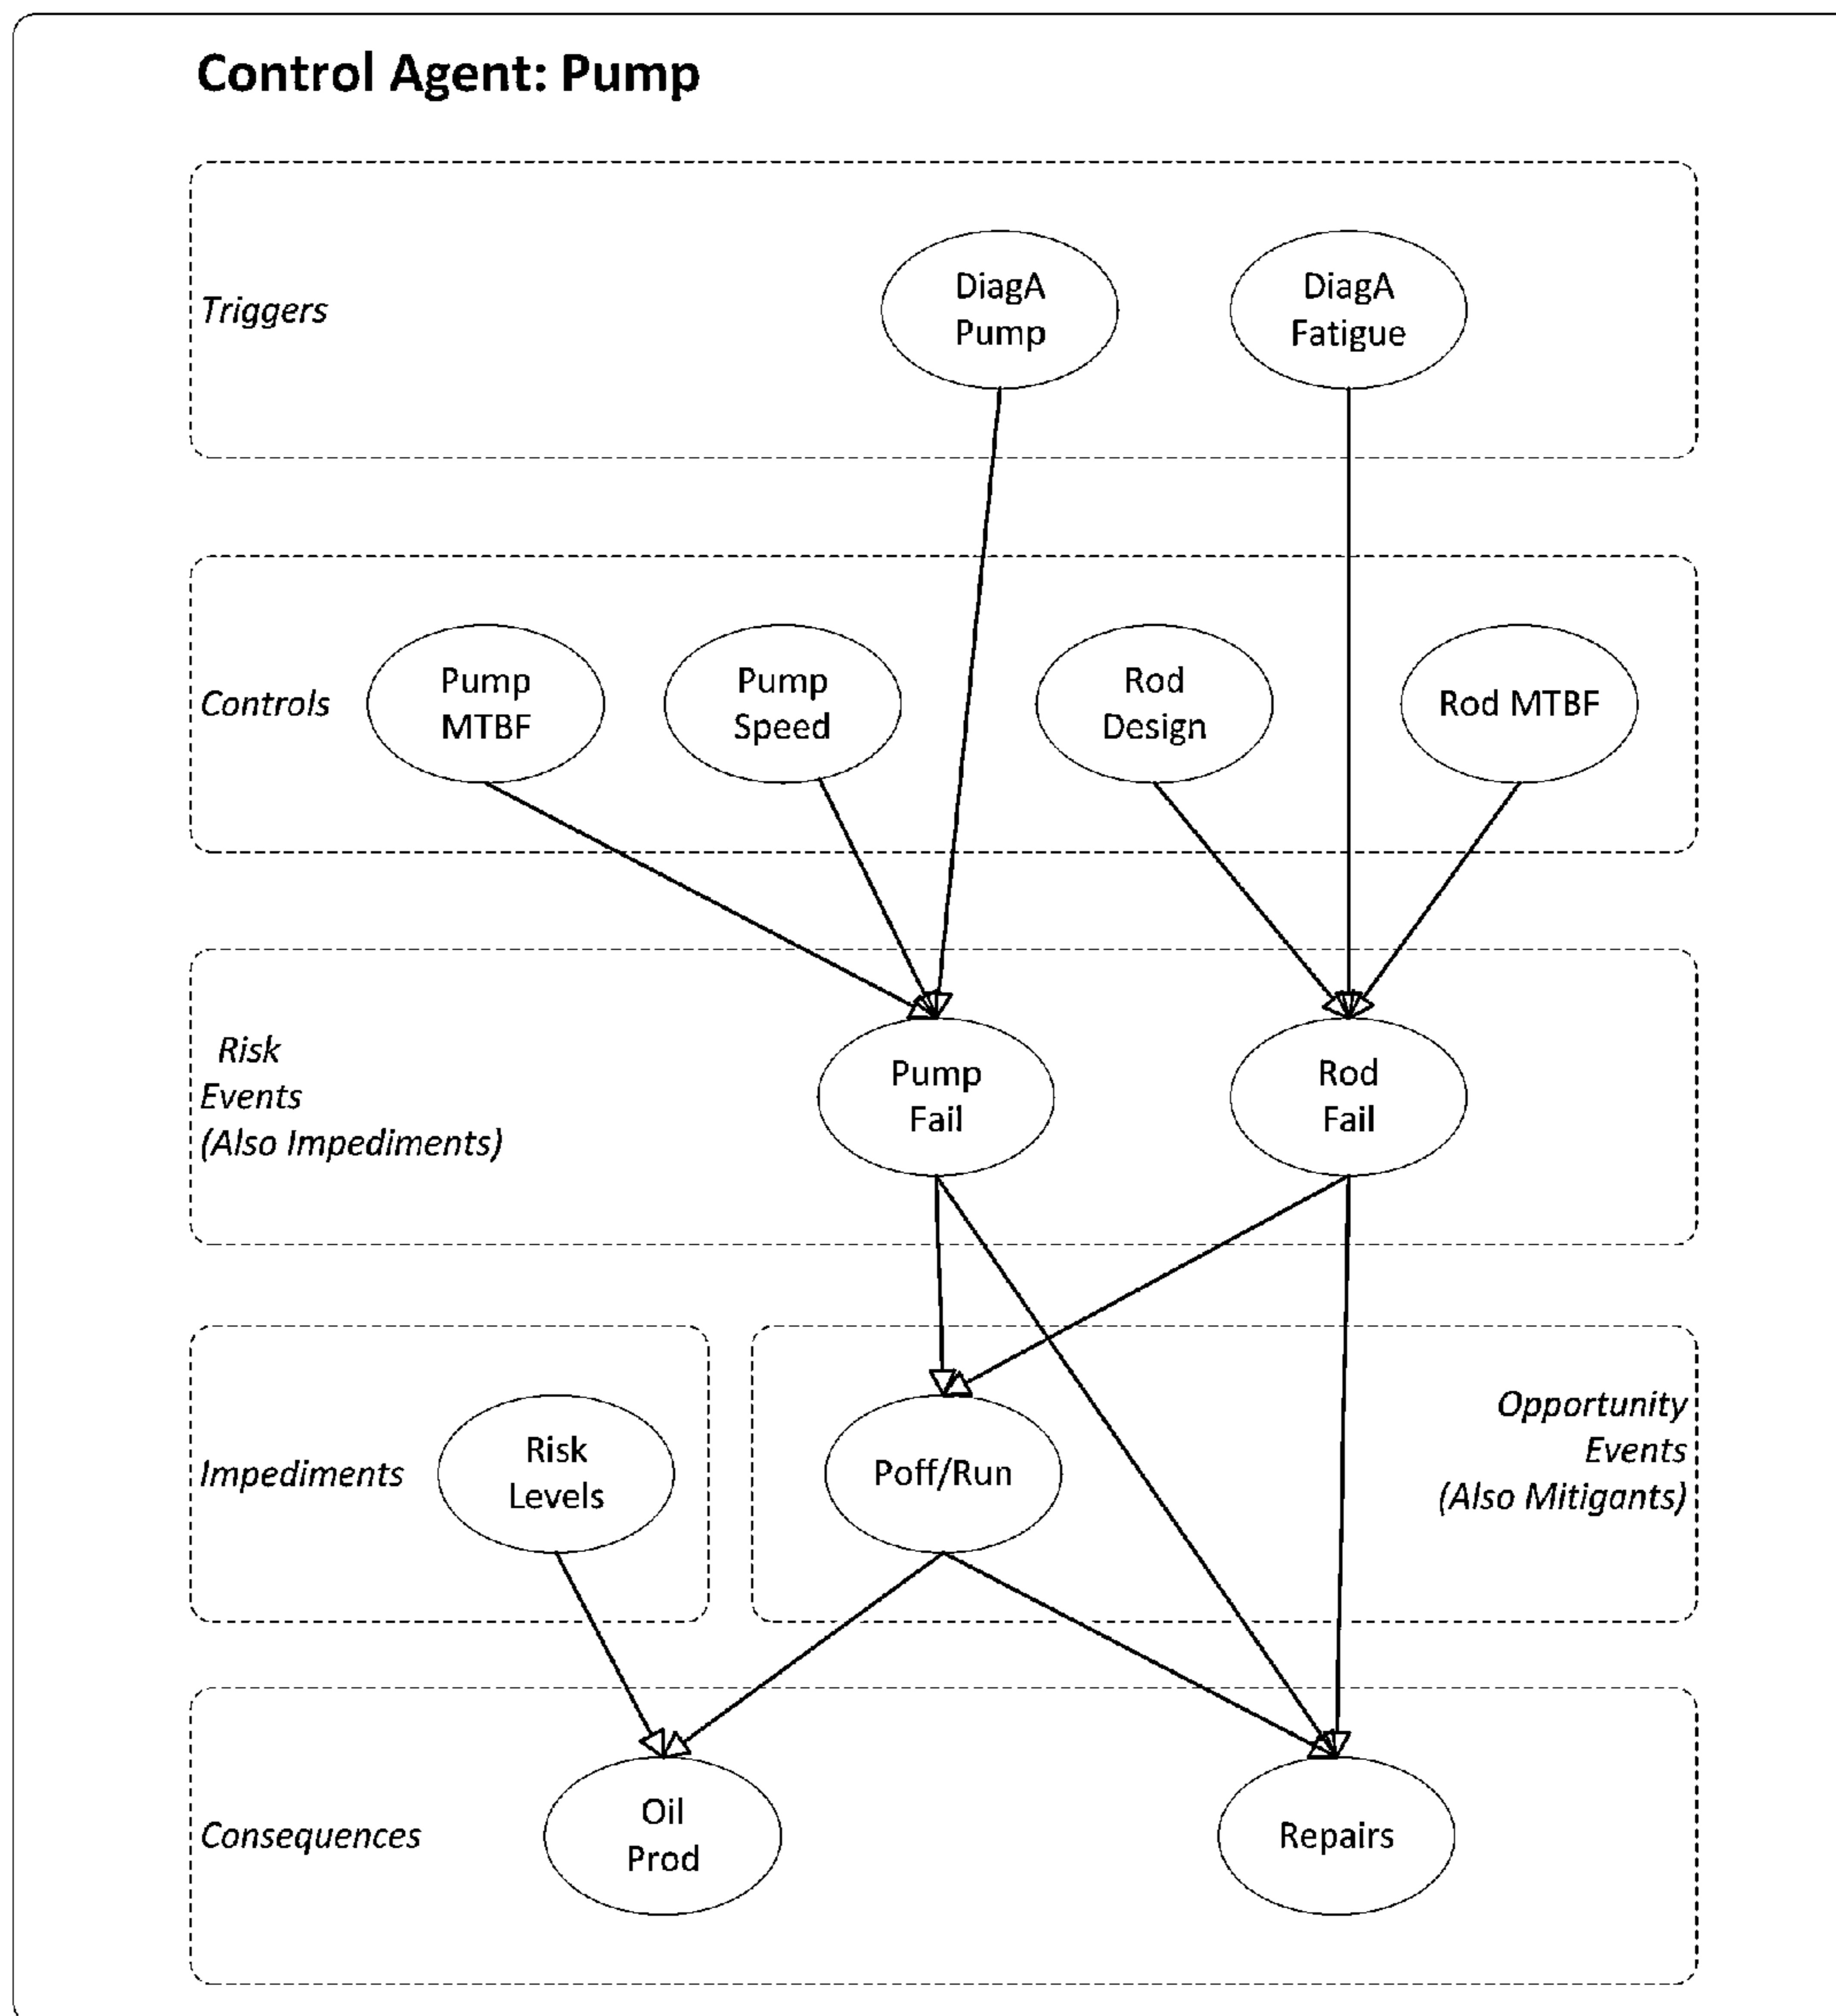 Control Agent: Pump
Triggers
DiagA
Pump
DiagA
Fatigue
Controls
Pump
MTBF
Pump
Speed
Rod
Design
Rod MTBF
Risk
Events
(Also Impediments)
Pump
Fail
Rod
Fail
Impediments
Risk
Levels
Poff/Run
Opportunity
Events
(Also Mitigants)
Consequences
Oil
Prod
Repairs